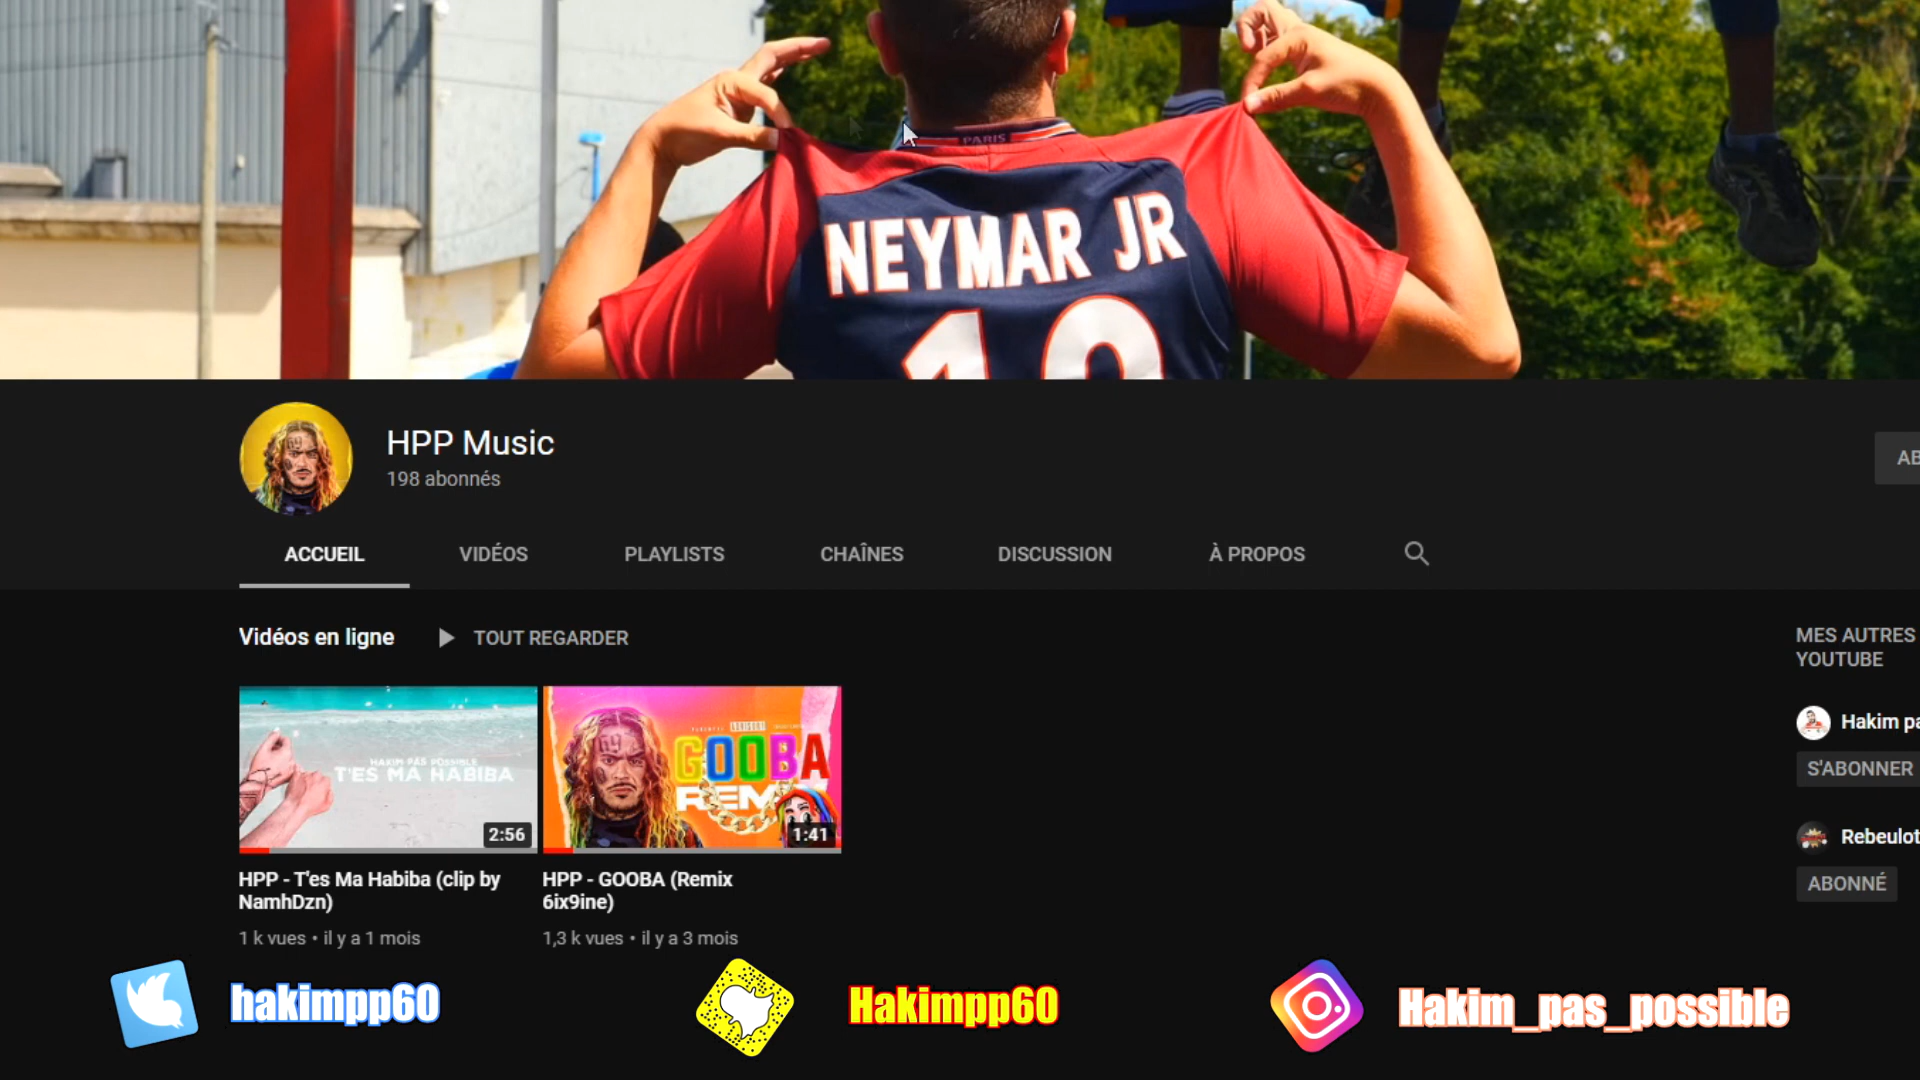 PARIS
NEYMAR JR
10
HPP Music
198 abonnés
AB
ACCUEIL
VIDÉOS
PLAYLISTS
CHAÎNES
DISCUSSION
À PROPOS
Vidéos en ligne
TOUT REGARDER
MES AUTRES
YOUTUBE
HAKIM PAS POSSIBLE
T'ES MA HABIBA
2:56
69
GOOBA
REM
1:41
Hakim pa
S'ABONNER
Rebeulot
ABONNÉ
HPP - T'es Ma Habiba (clip by
NamhDzn)
1 k vues • il y a 1 mois
HPP - GOOBA (Remix
6ix9ine)
1,3 k vues • il y a 3 mois
hakimpp60
Hakimpp60
Hakim_pas_possible